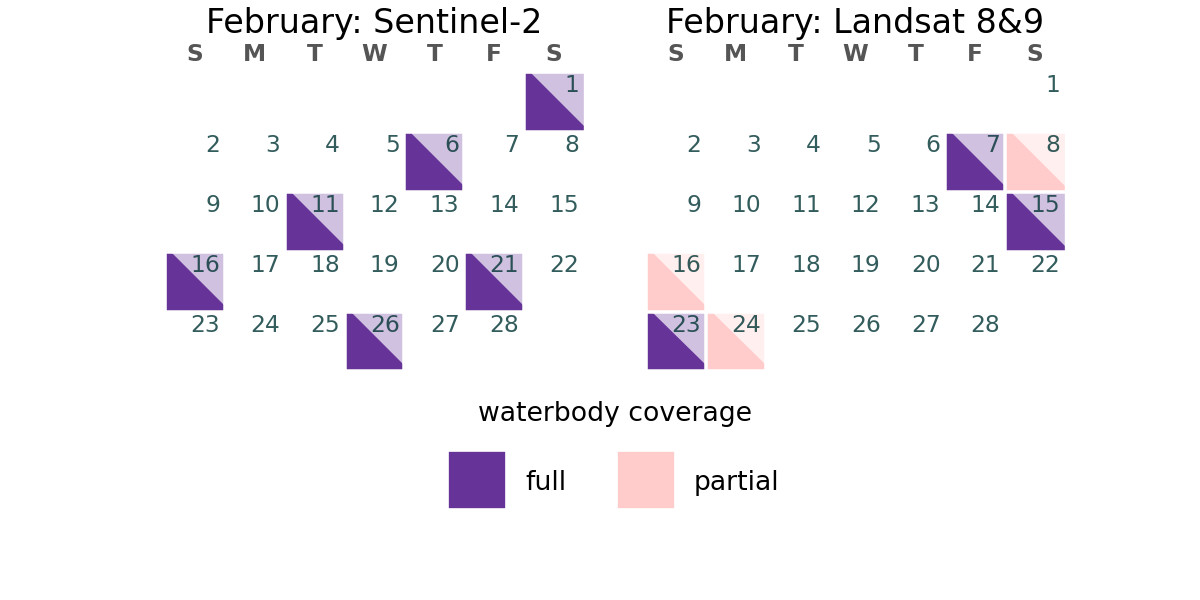 February: Sentinel-2
S M T W T F S
1
2 3 4 5 6 7 8
9 10 11 12 13 14 15
16 17 18 19 20 21 22
23 24 25 26 27 28
February: Landsat 8&9
S M T W T F S
1
2 3 4 5 6 7 8
9 10 11 12 13 14 15
16 17 18 19 20 21 22
23 24 25 26 27 28
waterbody coverage
full partial